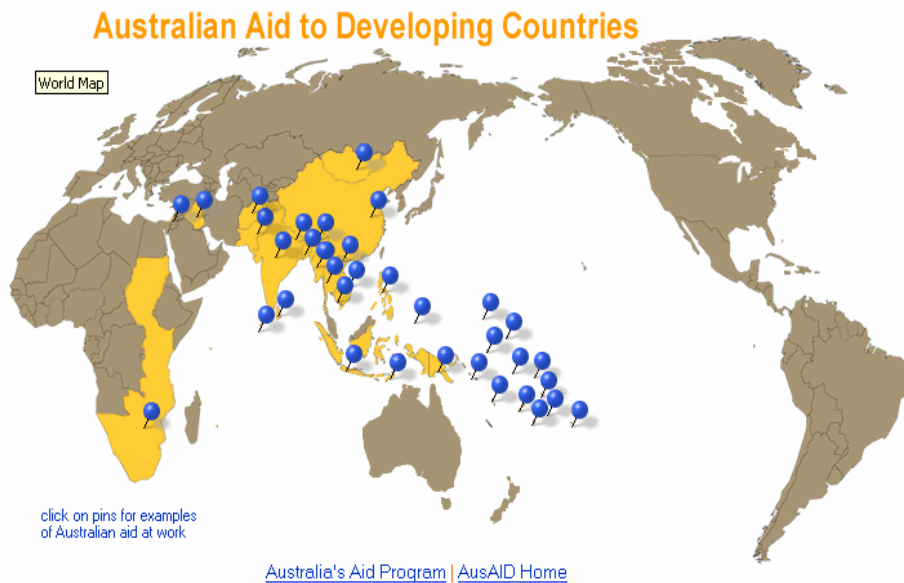 Australian Aid to Developing Countries
World Map
click on pins for examples
of Australian aid at work
Australia's Aid Program | AusAID Home